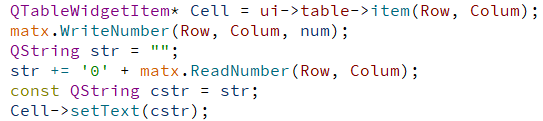 QTableWidgetItem* Cell = ui->table->item(Row, Colum);
matx.WriteNumber(Row, Colum, num);
QString str = "";
str += '0' + matx.ReadNumber(Row, Colum);
const QString cstr = str;
Cell->setText(cstr);